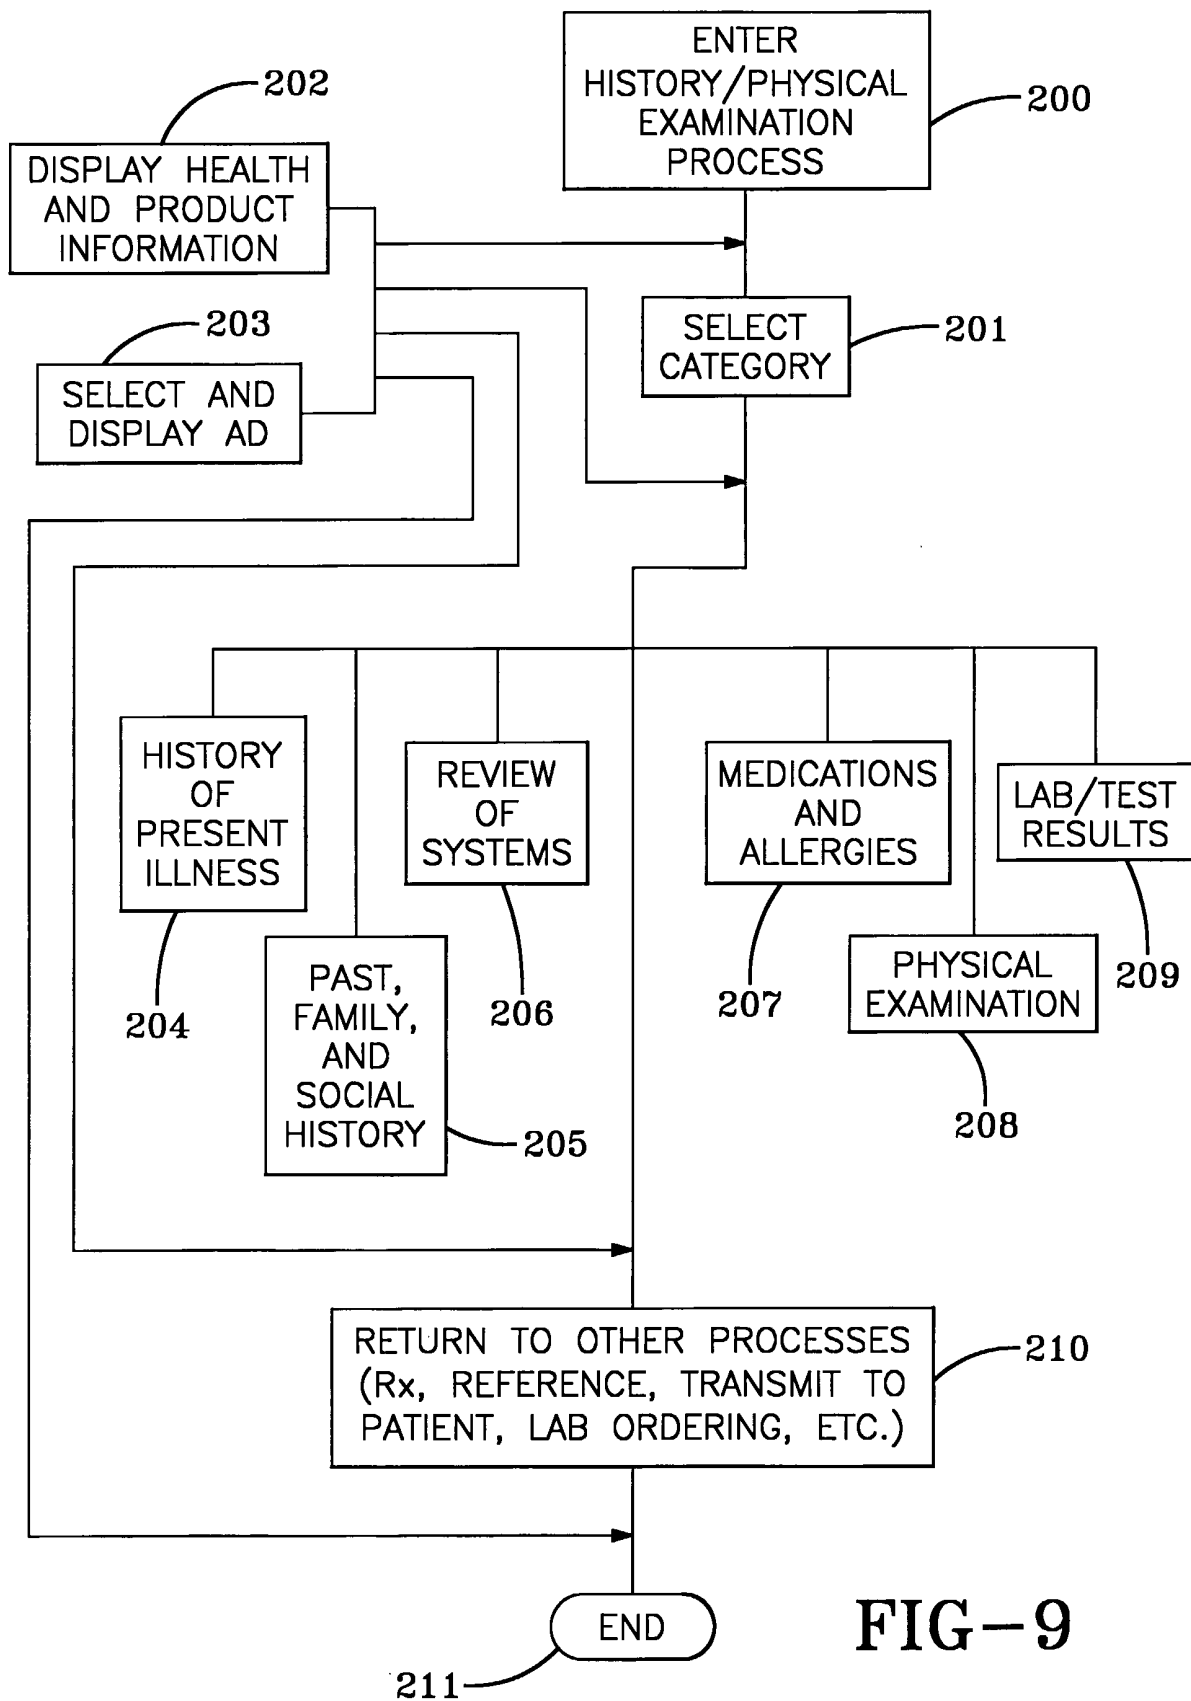 ENTER
HISTORY/PHYSICAL
EXAMINATION
PROCESS
200
202
DISPLAY HEALTH
AND PRODUCT
INFORMATION
203
SELECT AND
DISPLAY AD
SELECT
CATEGORY
201
HISTORY
OF
PRESENT
ILLNESS
204
PAST,
FAMILY,
AND
SOCIAL
HISTORY
205
REVIEW
OF
SYSTEMS
206
MEDICATIONS
AND
ALLERGIES
207
PHYSICAL
EXAMINATION
208
LAB/TEST
RESULTS
209
RETURN TO OTHER PROCESSES
(Rx, REFERENCE, TRANSMIT TO
PATIENT, LAB ORDERING, ETC.)
210
END
211
FIG-9